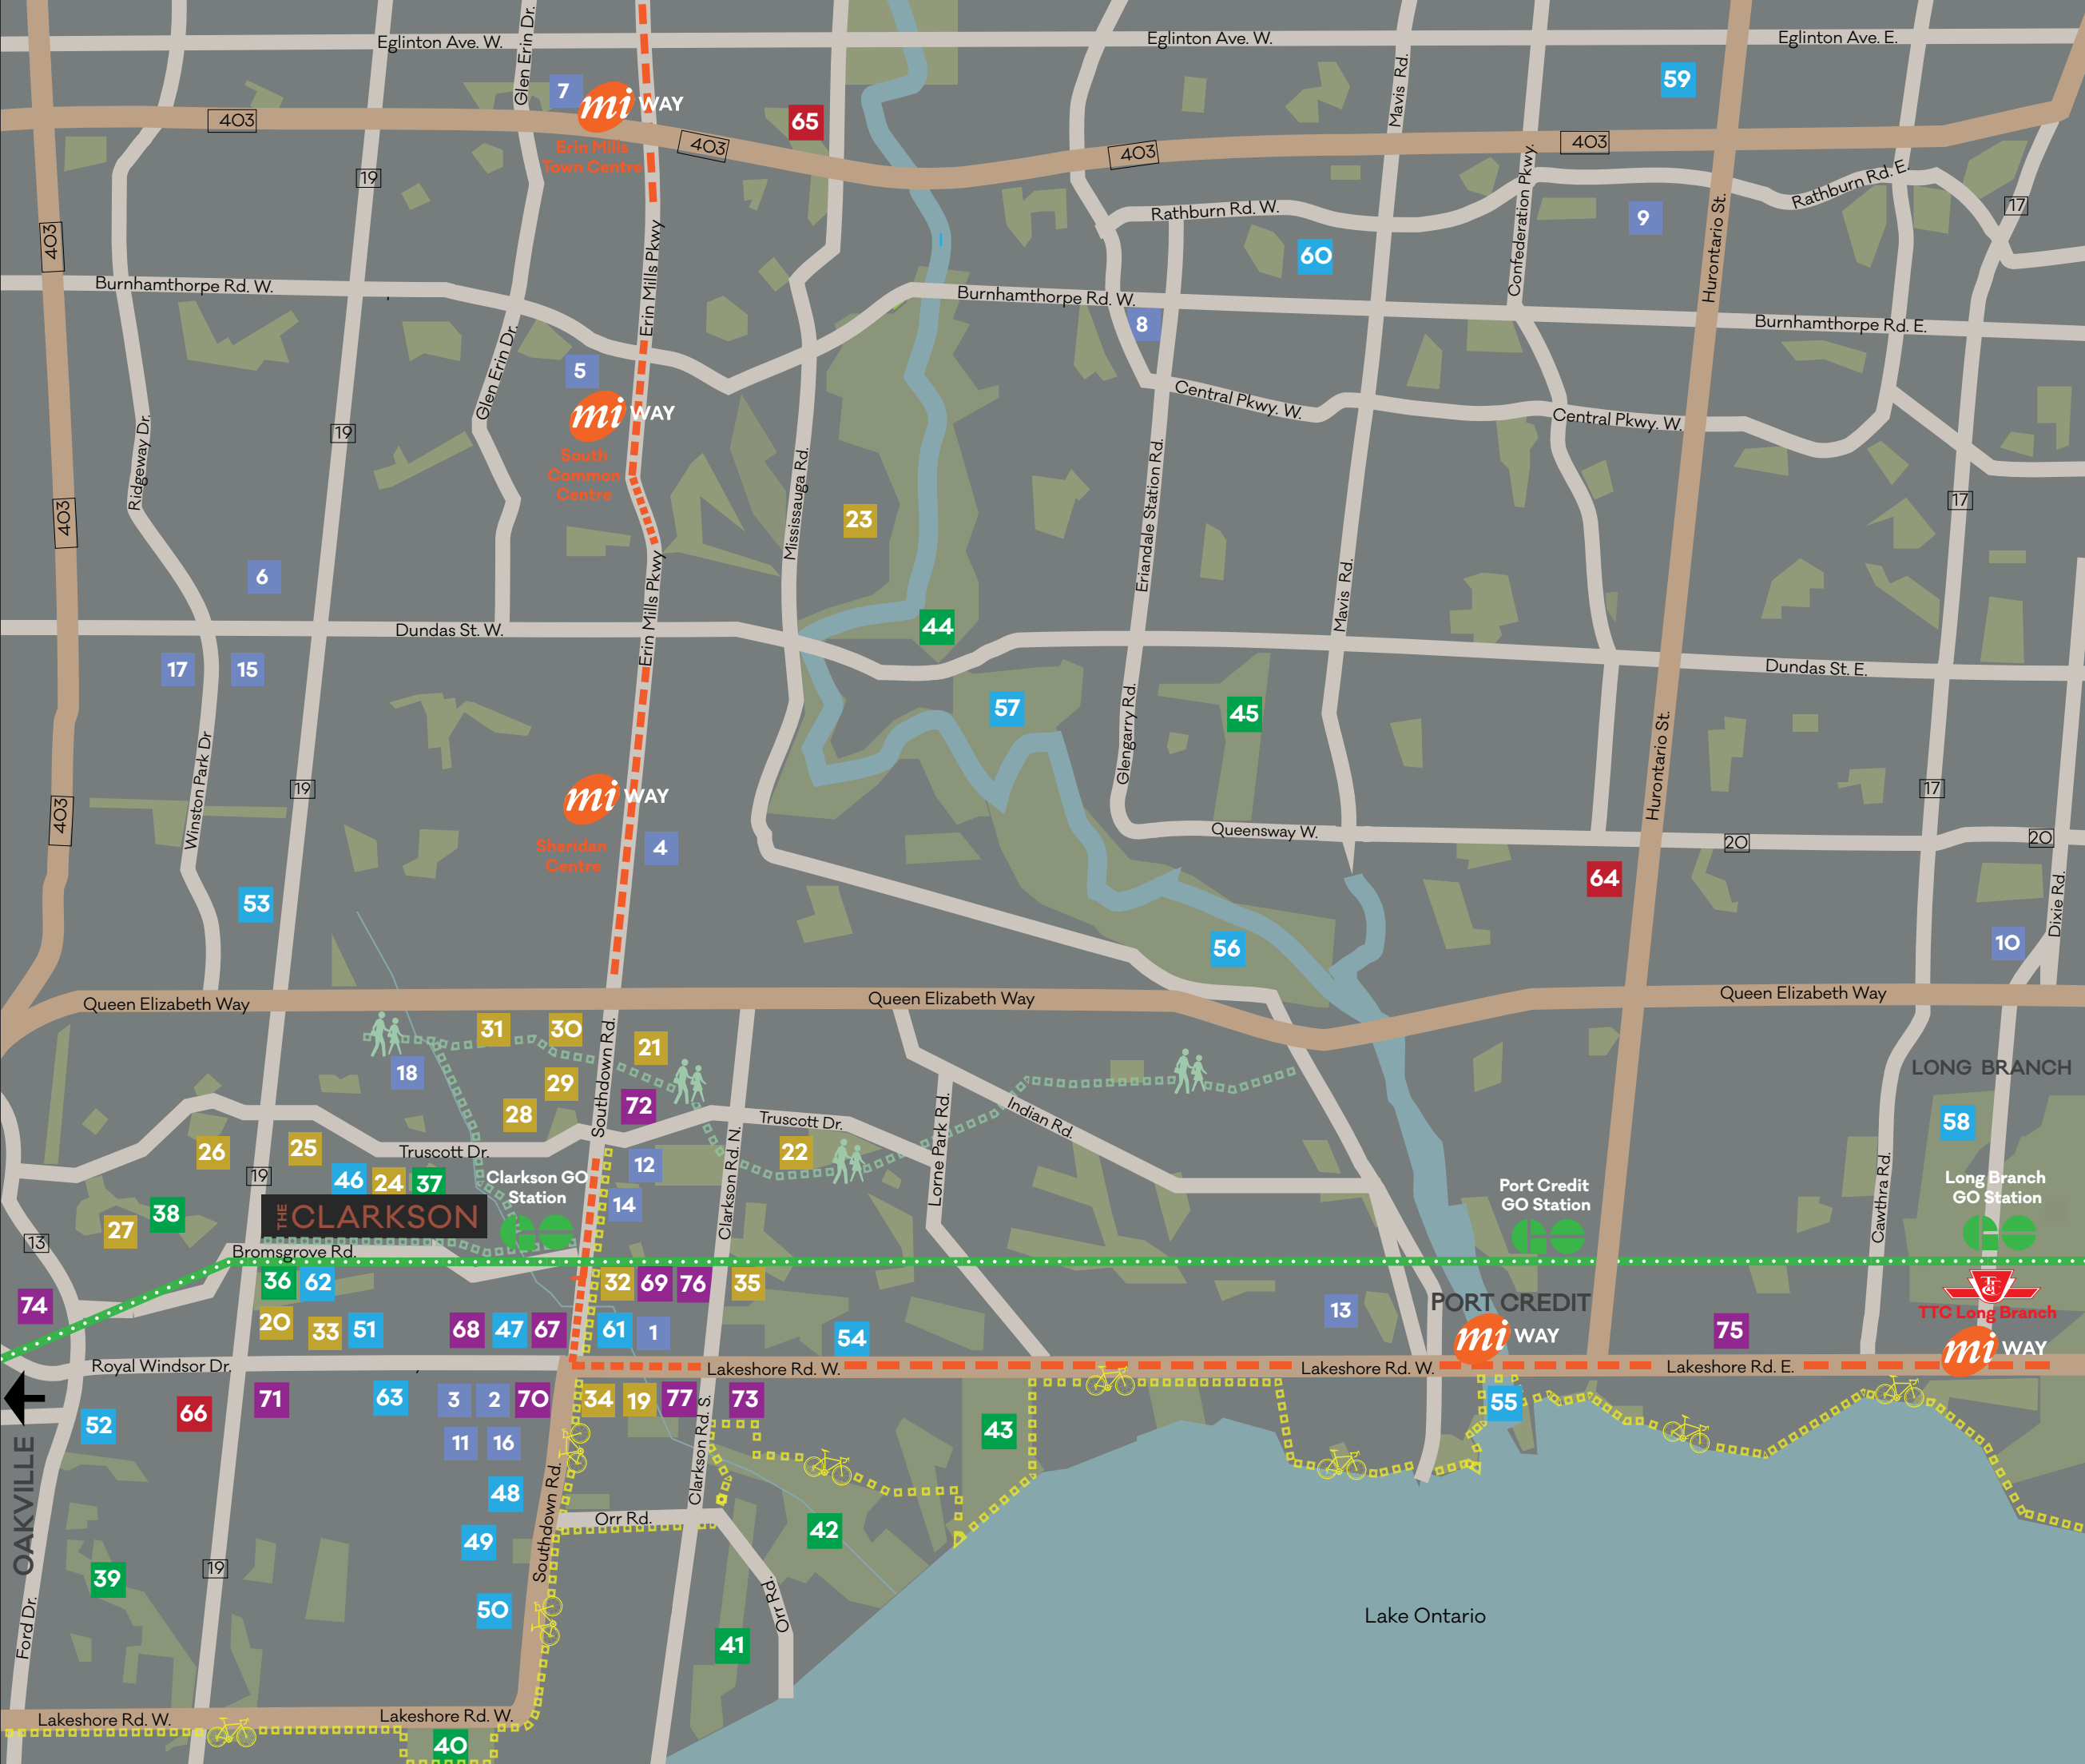 Eglinton Ave. W.
Glen Erin Dr.
Eglinton Ave. W.
Mavis Rd.
Eglinton Ave. E.
59
7
mi WAY
65
403
403
403
403
Erin Mills
Town Centre
19
Confederation Pkwy.
Rathburn Rd. E.
Rathburn Rd. W.
17
9
403
60
Hurontario St.
Erin Mills Pkwy
Burnhamthorpe Rd. W.
Burnhamthorpe Rd. W.
8
Burnhamthorpe Rd. E.
Glen Erin Dr.
5
Central Pkwy. W.
Central Pkwy. W.
mi WAY
19
South
Common
Centre
Ridgeway Dr.
Mississauga Rd.
17
403
23
Eriandale Station Rd.
6
Erin Mills Pkwy
Mavis Rd.
44
Dundas St. W.
17
15
Dundas St. E.
57
45
Glengarry Rd.
Hurontario St.
Winston Park Dr
19
17
mi WAY
403
Queensway W.
20
20
Sheridan
Centre
4
64
53
Dixie Rd.
56
10
Queen Elizabeth Way
Queen Elizabeth Way
Queen Elizabeth Way
31
30
21
Southdown Rd.
18
29
LONG BRANCH
28
72
Truscott Dr.
Indian Rd.
Lorne Park Rd.
58
26
25
Truscott Dr.
22
Clarkson N. Rd.
12
19
46
24
37
Clarkson GO
Station
Port Credit
GO Station
Long Branch
GO Station
Cawthra Rd.
14
38
THE CLARKSON
27
13
Bromsgrove Rd.
36
62
32
69
76
35
74
PORT CREDIT
13
TTC
TTC Long Branch
20
33
51
68
47
67
61
1
54
75
mi WAY
mi WAY
Royal Windsor Dr.
Lakeshore Rd. W.
Lakeshore Rd. W.
Lakeshore Rd. E.
71
63
3
2
70
34
19
77
73
55
66
52
43
11
16
OAKVILLE
Clarkson Rd. S.
48
Southdown Rd.
Orr Rd.
42
49
19
39
50
Orr Rd.
Ford Dr.
Lake Ontario
41
Lakeshore Rd. W.
Lakeshore Rd. W.
40